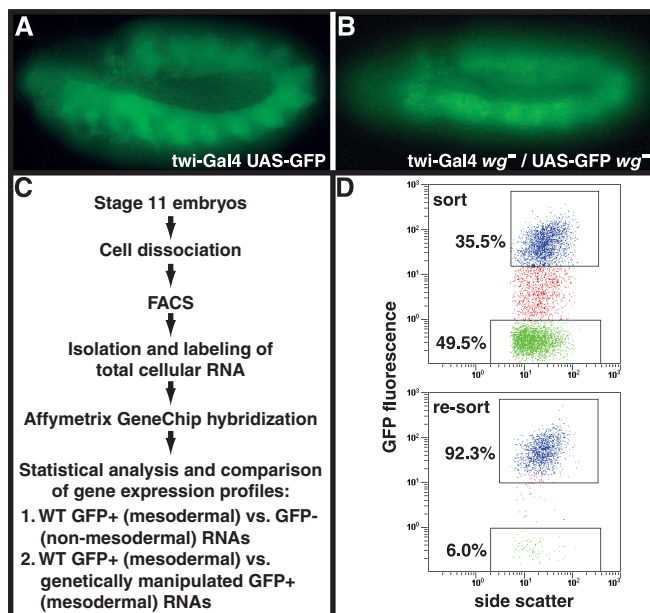 A
twi-Gal4 UAS-GFP
B
twi-Gal4 wg⁻ / UAS-GFP wg⁻
C
Stage 11 embryos
Cell dissociation
FACS
Isolation and labeling of
total cellular RNA
Affymetrix GeneChip hybridization
Statistical analysis and comparison
of gene expression profiles:
1. WT GFP+ (mesodermal) vs. GFP-
(non-mesodermal) RNAs
2. WT GFP+ (mesodermal) vs.
genetically manipulated GFP+
(mesodermal) RNAs
D
GFP fluorescence
10³
sort
35.5%
10²
10¹
10⁰
49.5%
10⁰ 10¹ 10² 10³
10³
re-sort
10²
92.3%
10¹
10⁰
6.0%
10⁰ 10¹ 10² 10³
side scatter